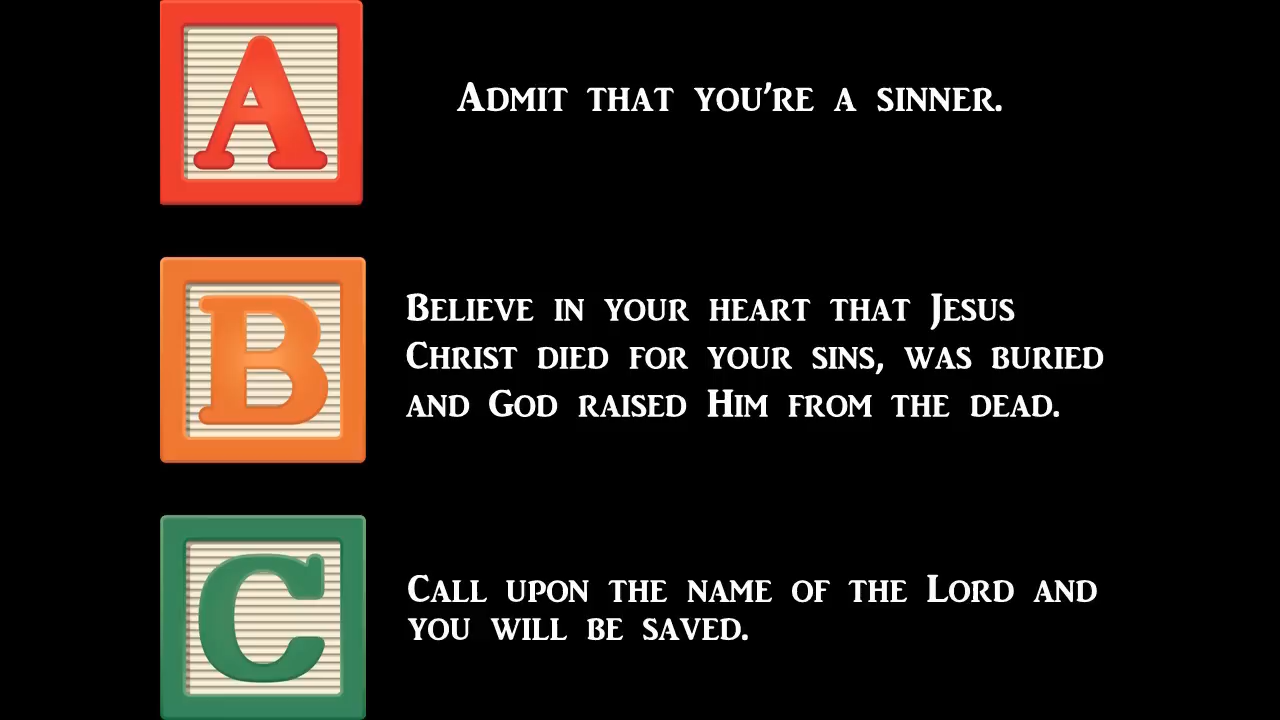 A
Admit that you're a sinner.
B
Believe in your heart that Jesus
Christ died for your sins, was buried
and God raised Him from the dead.
C
Call upon the name of the Lord and
you will be saved.